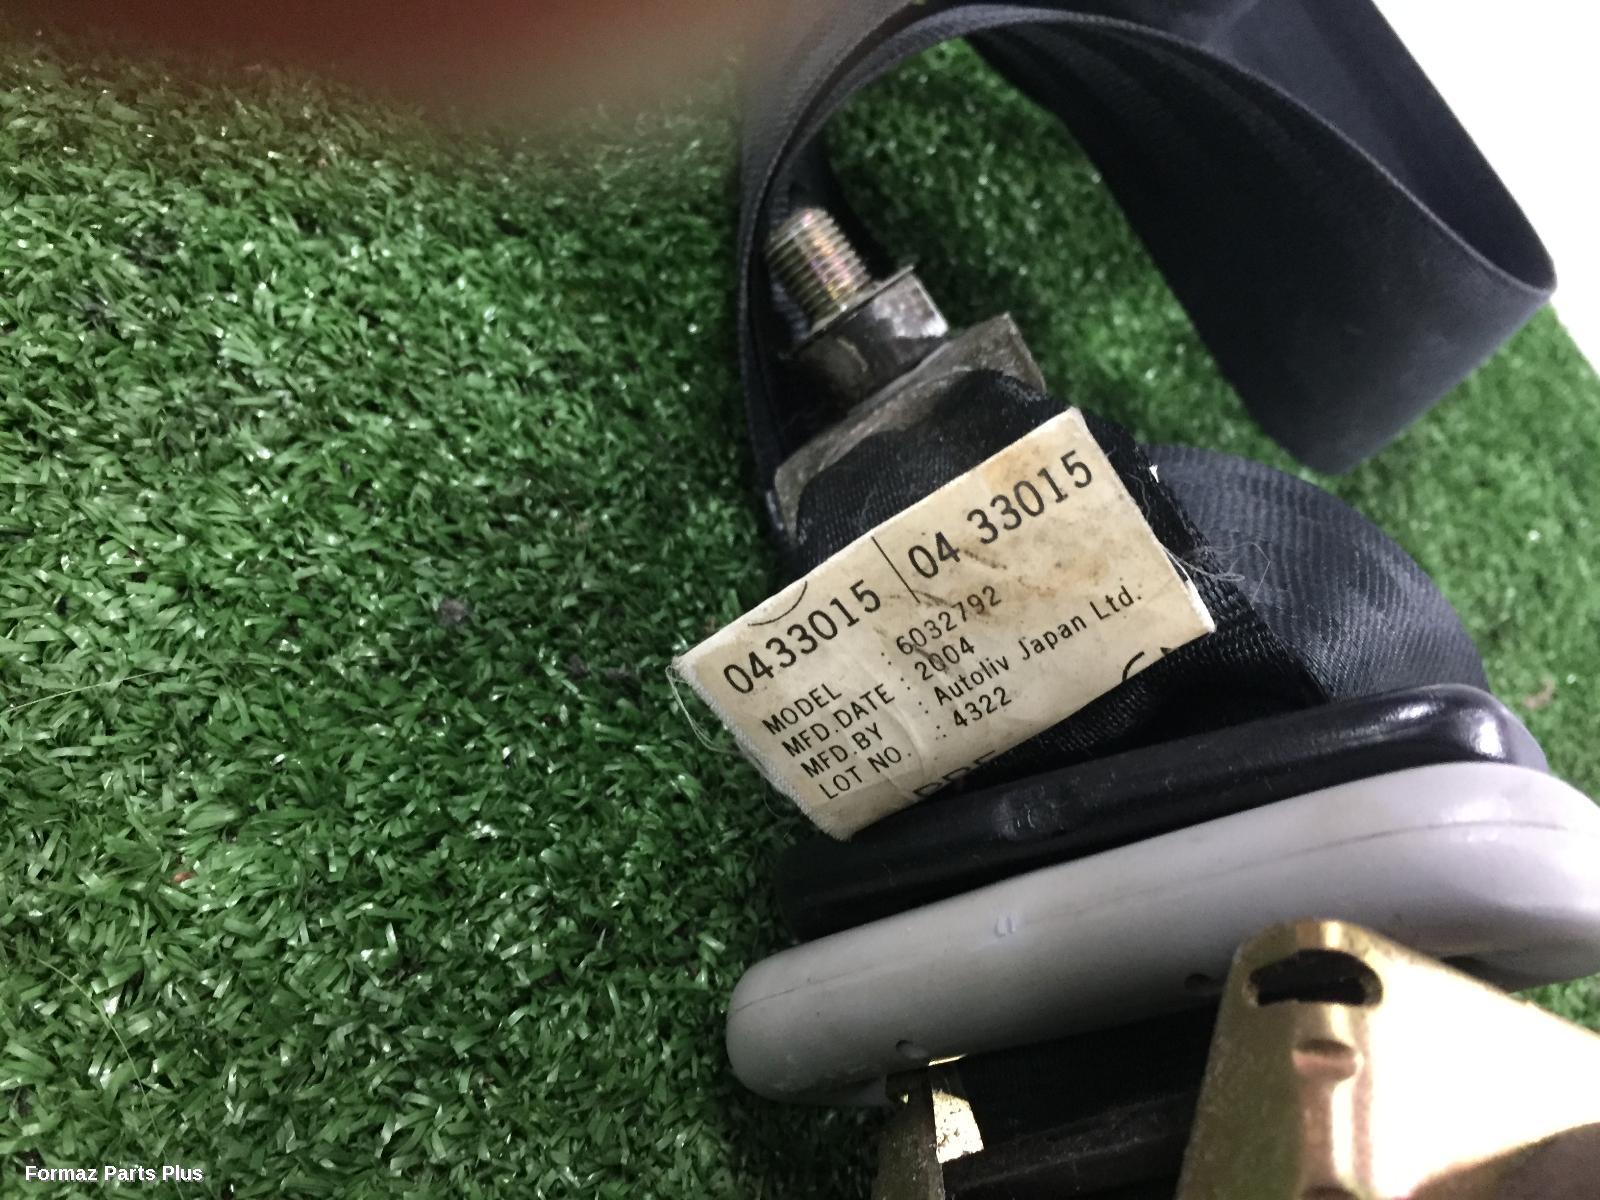 0433015 | 04 33015
MODEL : 6032792
MFD.DATE : 2004
MFD.BY : Autoliv Japan Ltd.
LOT NO. : 4322
Formaz Parts Plus